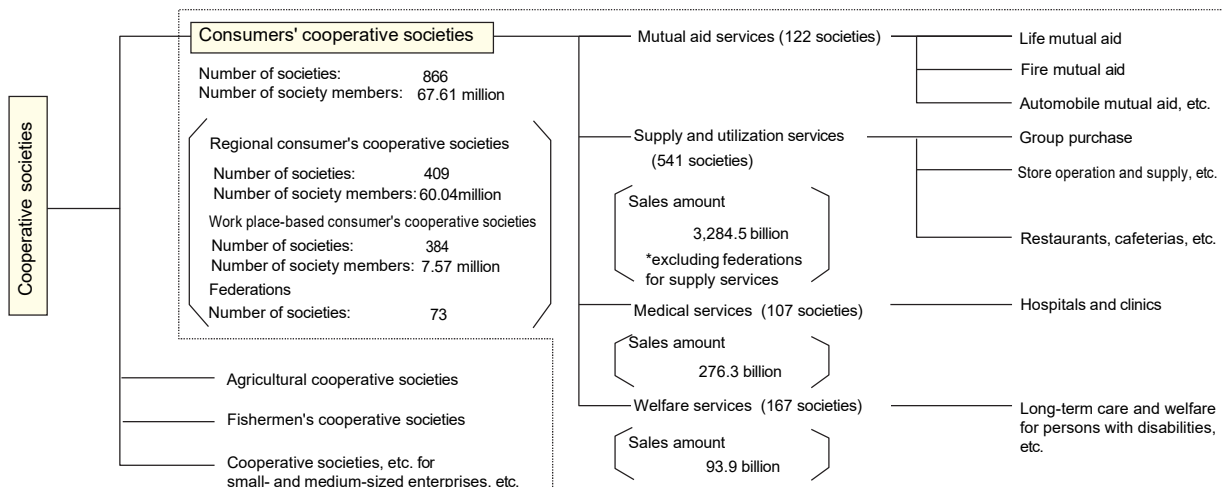 Cooperative societies
Consumers' cooperative societies
Number of societies: 866
Number of society members: 67.61 million
Regional consumer's cooperative societies
Number of societies: 409
Number of society members: 60.04million
Work place-based consumer's cooperative societies
Number of societies: 384
Number of society members: 7.57 million
Federations
Number of societies: 73
Agricultural cooperative societies
Fishermen's cooperative societies
Cooperative societies, etc. for
small- and medium-sized enterprises, etc.
Mutual aid services (122 societies)
Life mutual aid
Fire mutual aid
Automobile mutual aid, etc.
Supply and utilization services
(541 societies)
Sales amount
3,284.5 billion
*excluding federations
for supply services
Group purchase
Store operation and supply, etc.
Restaurants, cafeterias, etc.
Medical services (107 societies)
Sales amount
276.3 billion
Hospitals and clinics
Welfare services (167 societies)
Sales amount
93.9 billion
Long-term care and welfare
for persons with disabilities,
etc.